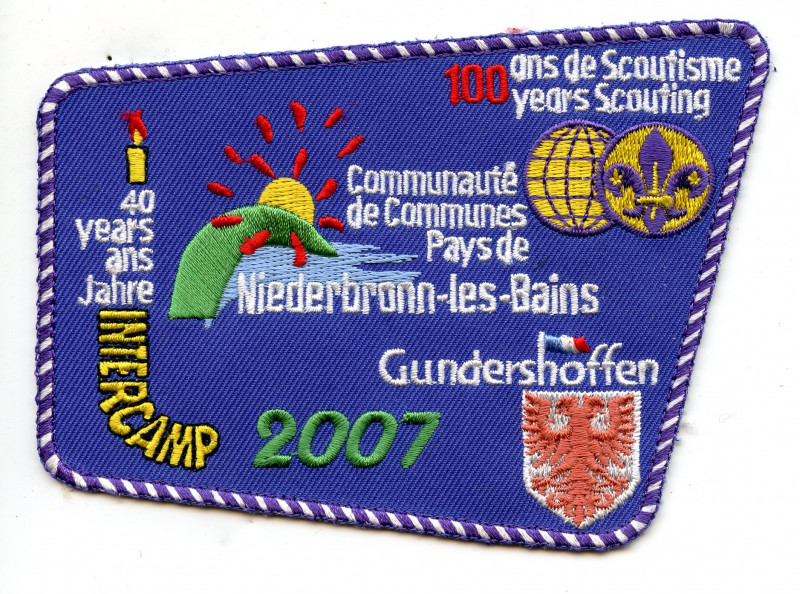 100 ans de Scoutisme
years Scouting
Communauté
de Communes
Pays de
Niederbronn-les-Bains
40
years
ans
Jahre
INTERCAMP
2007
Gundershoffen